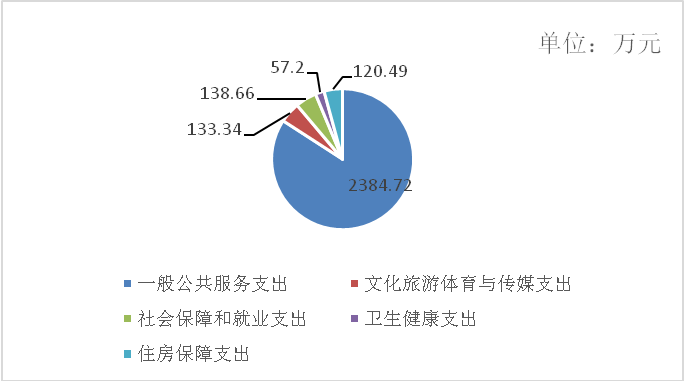 单位：万元
57.2
120.49
138.66
133.34
2384.72
一般公共服务支出
文化旅游体育与传媒支出
社会保障和就业支出
卫生健康支出
住房保障支出